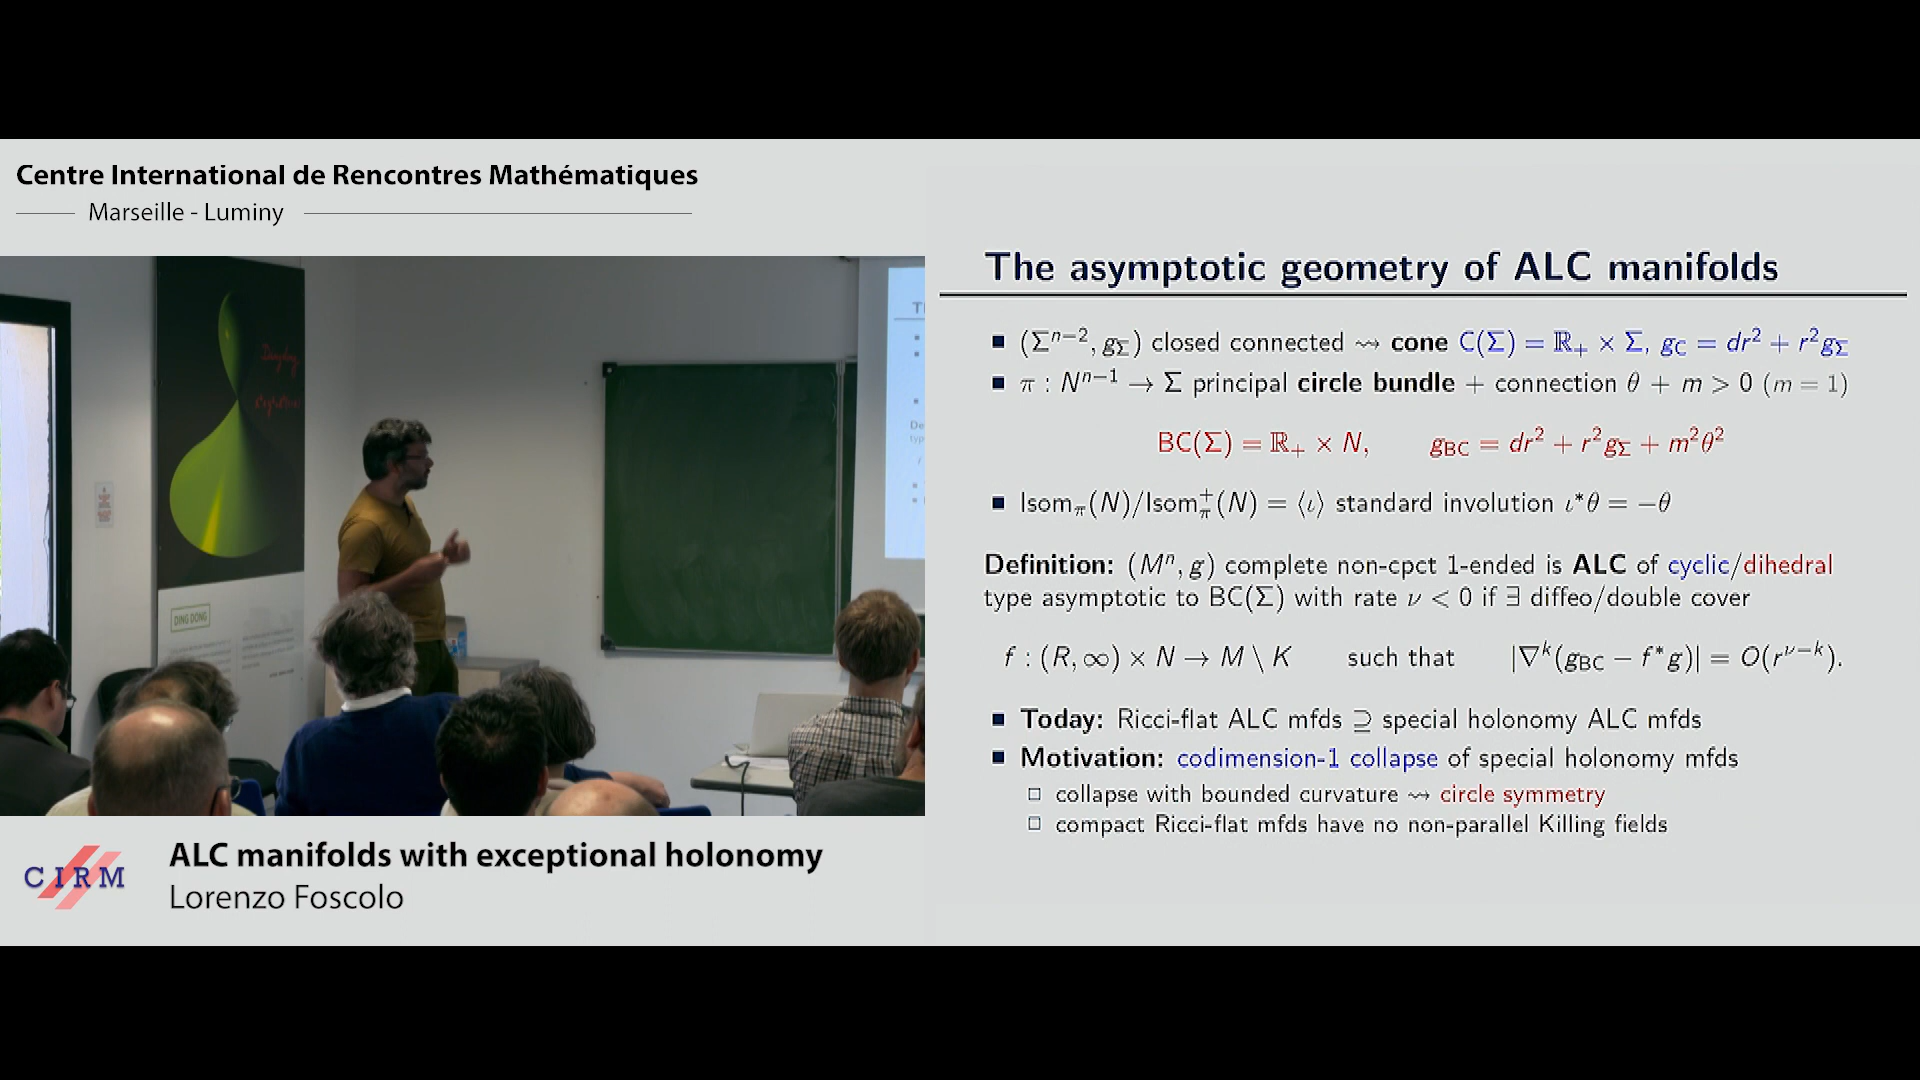 Centre International de Rencontres Mathématiques
Marseille - Luminy
DING DONG
CIRM
ALC manifolds with exceptional holonomy
Lorenzo Foscolo
The asymptotic geometry of ALC manifolds
■ (Σⁿ⁻², g_Σ) closed connected ⇝ cone C(Σ) = ℝ₊ × Σ, g_C = dr² + r²g_Σ
■ π : Nⁿ⁻¹ → Σ principal circle bundle + connection θ + m > 0 (m = 1)
BC(Σ) = ℝ₊ × N, g_BC = dr² + r²g_Σ + m²θ²
■ Isom_π(N)/Isom⁺_π(N) = ⟨ι⟩ standard involution ι*θ = −θ
Definition: (Mⁿ, g) complete non-cpct 1-ended is ALC of cyclic/dihedral
type asymptotic to BC(Σ) with rate ν < 0 if ∃ diffeo/double cover
f : (R, ∞) × N → M \ K such that |∇ᵏ(g_BC − f*g)| = O(r^{ν−k}).
■ Today: Ricci-flat ALC mfds ⊇ special holonomy ALC mfds
■ Motivation: codimension-1 collapse of special holonomy mfds
□ collapse with bounded curvature ⇝ circle symmetry
□ compact Ricci-flat mfds have no non-parallel Killing fields